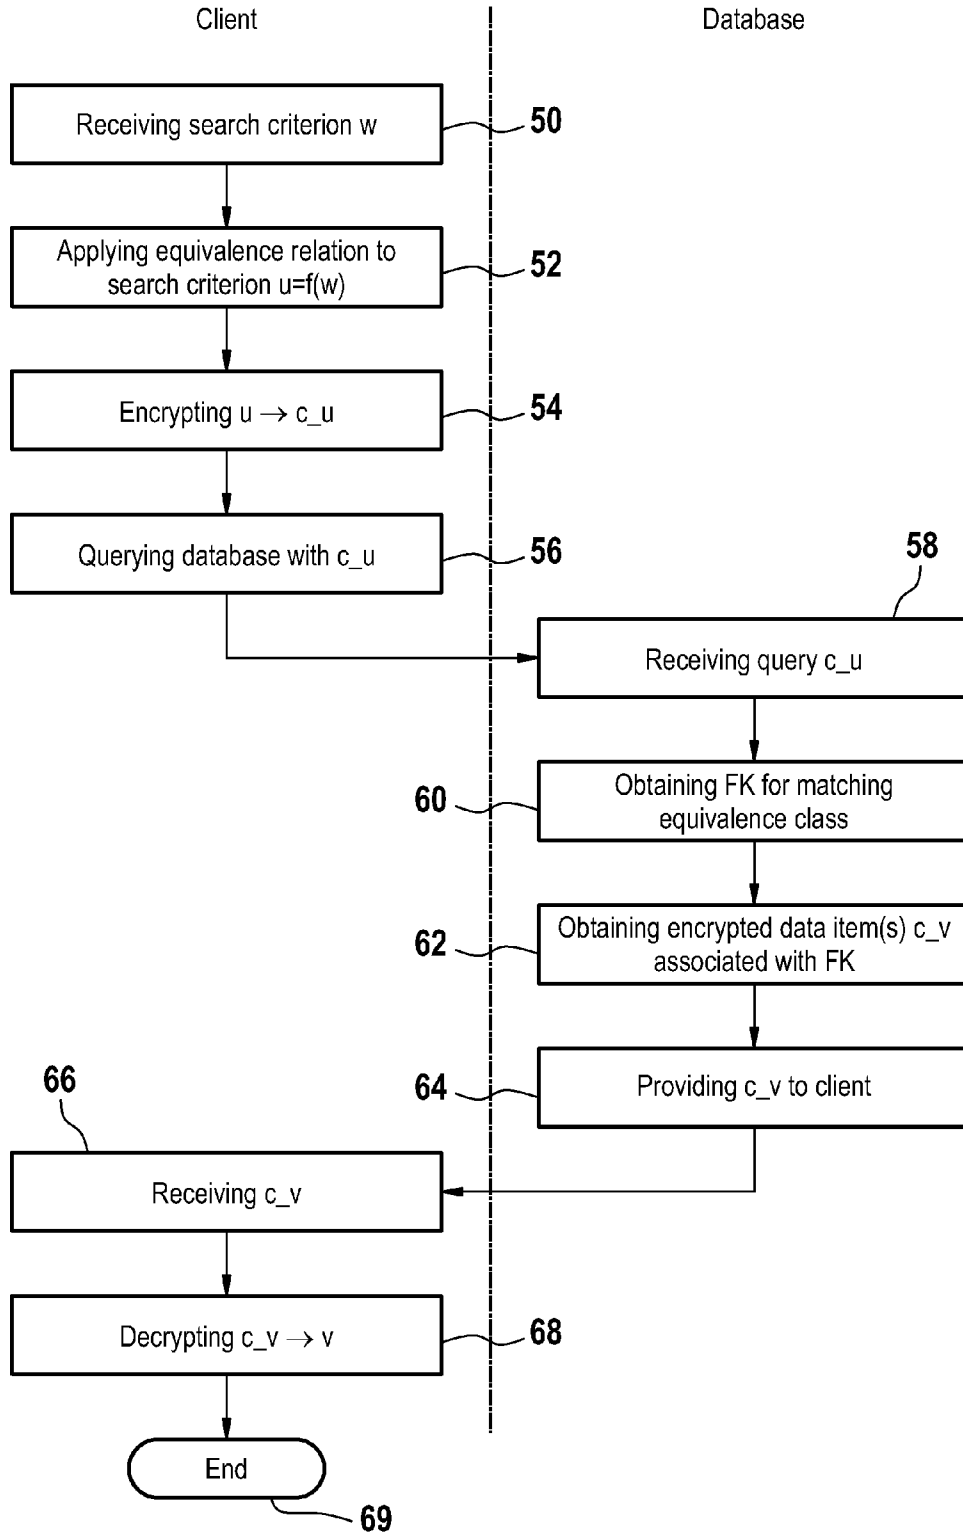 Client
Database
Receiving search criterion w
50
Applying equivalence relation to
search criterion u=f(w)
52
Encrypting u → c_u
54
Querying database with c_u
56
58
Receiving query c_u
60
Obtaining FK for matching
equivalence class
62
Obtaining encrypted data item(s) c_v
associated with FK
64
Providing c_v to client
66
Receiving c_v
Decrypting c_v → v
68
End
69